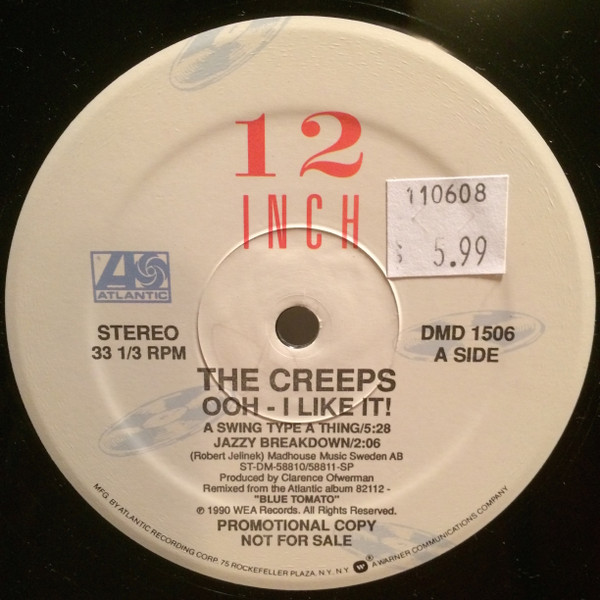 12
INCH
110608
$ 5.99
ATLANTIC
STEREO
33 1/3 RPM
DMD 1506
A SIDE
THE CREEPS
OOH - I LIKE IT!
A SWING TYPE A THING/5:28
JAZZY BREAKDOWN/2:06
(Robert Jelinek) Madhouse Music Sweden AB
ST-DM-58810/58811-SP
Produced by Clarence Ofwerman
Remixed from the Atlantic album 82112 -
"BLUE TOMATO"
℗ 1990 WEA Records. All Rights Reserved.
PROMOTIONAL COPY
NOT FOR SALE
MFG. BY ATLANTIC RECORDING CORP. 75 ROCKEFELLER PLAZA, N.Y. N.Y. ® A WARNER COMMUNICATIONS COMPANY